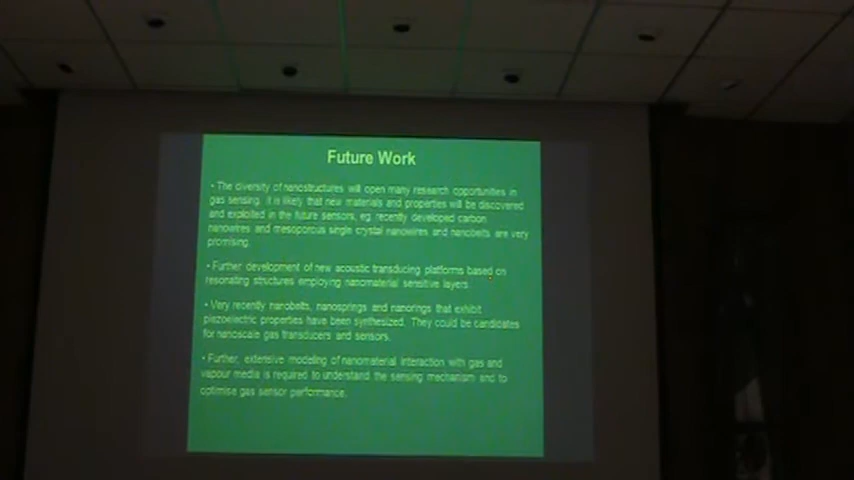 Future Work
• The diversity of nanostructures will open many research opportunities in
gas sensing. It is likely that new materials and properties will be discovered
and exploited in the future sensors, eg. recently developed carbon
nanowires and mesoporous single crystal nanowires and nanobelts are very
promising.
• Further development of new acoustic transducing platforms based on
resonating structures employing nanomaterial sensitive layers
• Very recently nanobelts, nanosprings and nanorings that exhibit
piezoelectric properties have been synthesized. They could be candidates
for nanoscale gas transducers and sensors.
• Further, extensive modeling of nanomaterial interaction with gas and
vapour media is required to understand the sensing mechanism and to
optimise gas sensor performance.